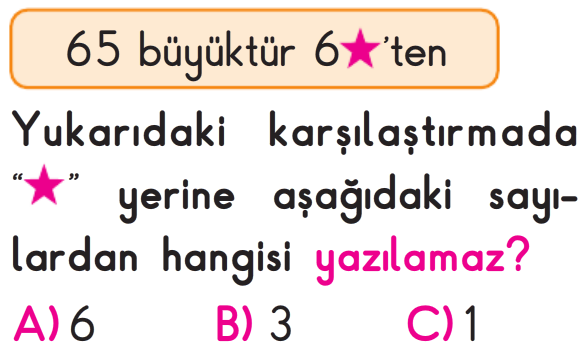 65 büyüktür 6★'ten
Yukarıdaki karşılaştırmada
“★” yerine aşağıdaki sayı-
lardan hangisi yazılamaz?
A) 6 B) 3 C) 1